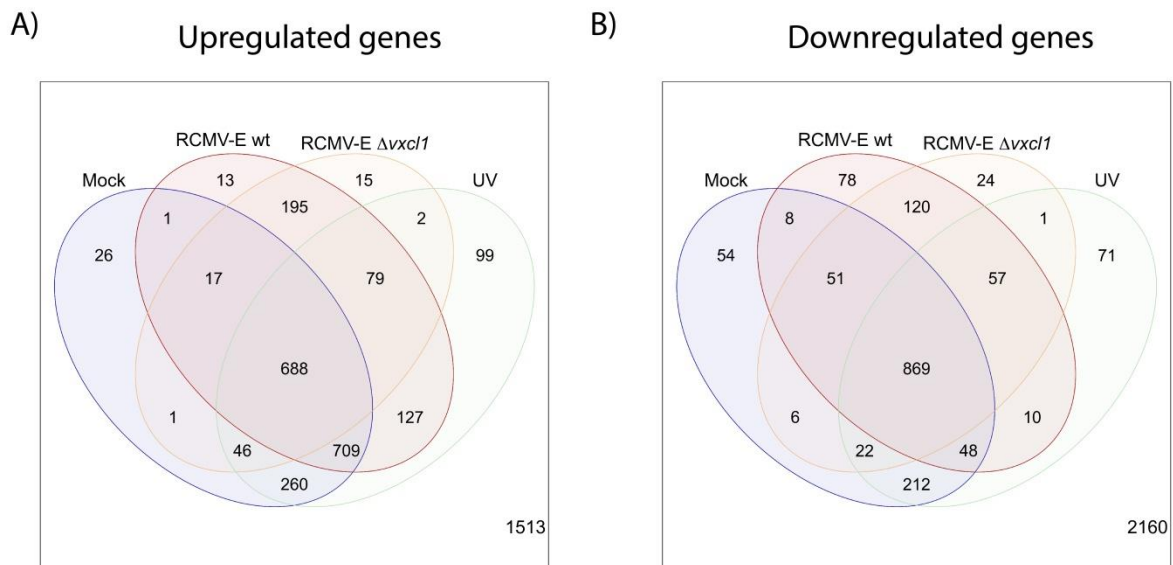 A)
Upregulated genes
RCMV-E wt
RCMV-E Δvxcl1
Mock
UV
13
15
1
195
2
26
99
17
79
688
1
127
46
709
260
1513
B)
Downregulated genes
RCMV-E wt
RCMV-E Δvxcl1
Mock
UV
78
24
8
120
1
54
71
51
57
869
6
10
22
48
212
2160